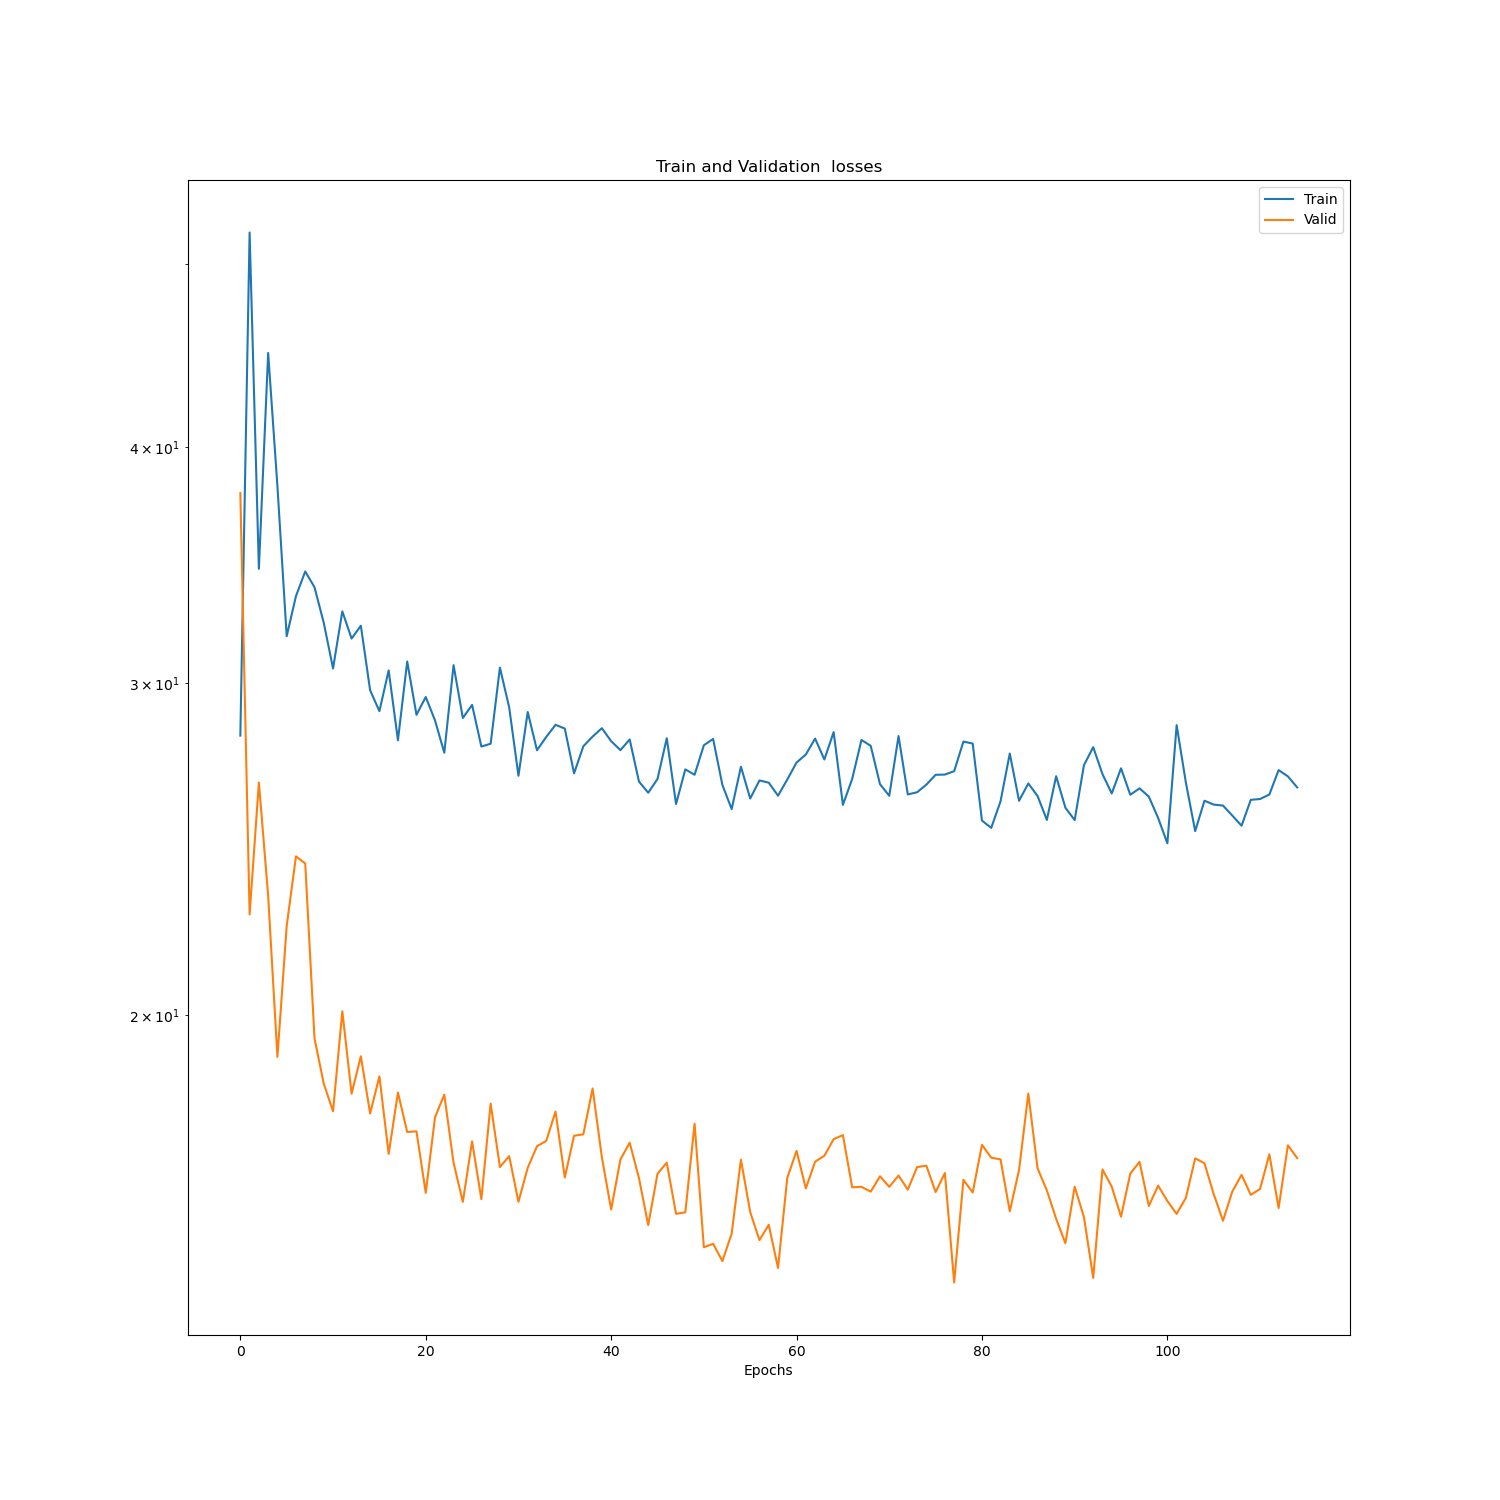 Train and Validation  losses
Train
Valid
4 × 10¹
3 × 10¹
2 × 10¹
0 20 40 60 80 100
Epochs